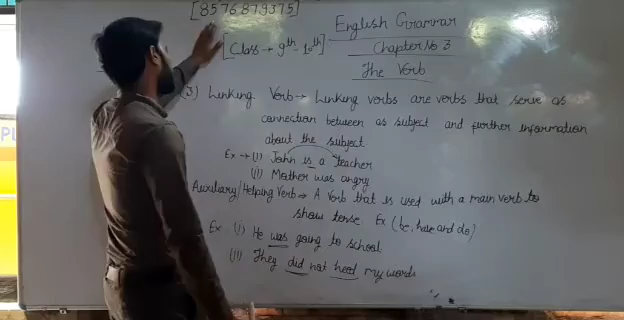 [8576879375]
English Grammar
[Class → 9th - 10th]
Chapter No 3
The Verb
3) Linking Verb → Linking verbs are verbs that serve as
connection between as subject and further information
about the subject
Ex → (i) John is a teacher
(ii) Mother was angry
Auxiliary/Helping Verb → A verb that is used with a main verb to
show tense Ex (be, have and do)
Ex (i) He was going to school
(ii) They did not heed my words